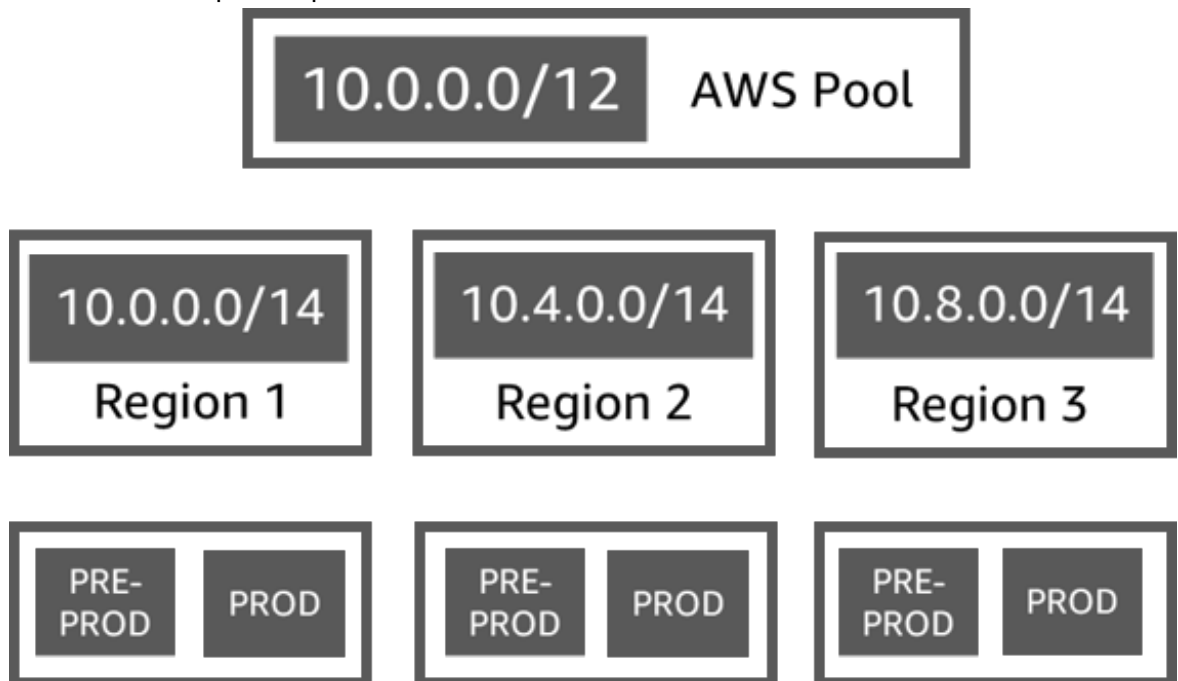 10.0.0.0/12 AWS Pool
10.0.0.0/14
Region 1
10.4.0.0/14
Region 2
10.8.0.0/14
Region 3
PRE-
PROD
PROD
PRE-
PROD
PROD
PRE-
PROD
PROD